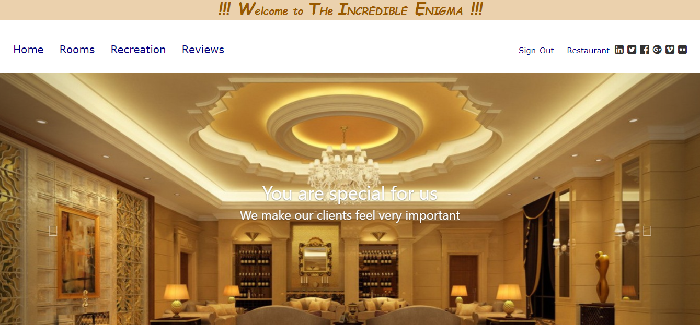 !!! Welcome to The Incredible Enigma !!!
Home Rooms Recreation Reviews
Sign Out Restaurant
You are special for us
We make our clients feel very important